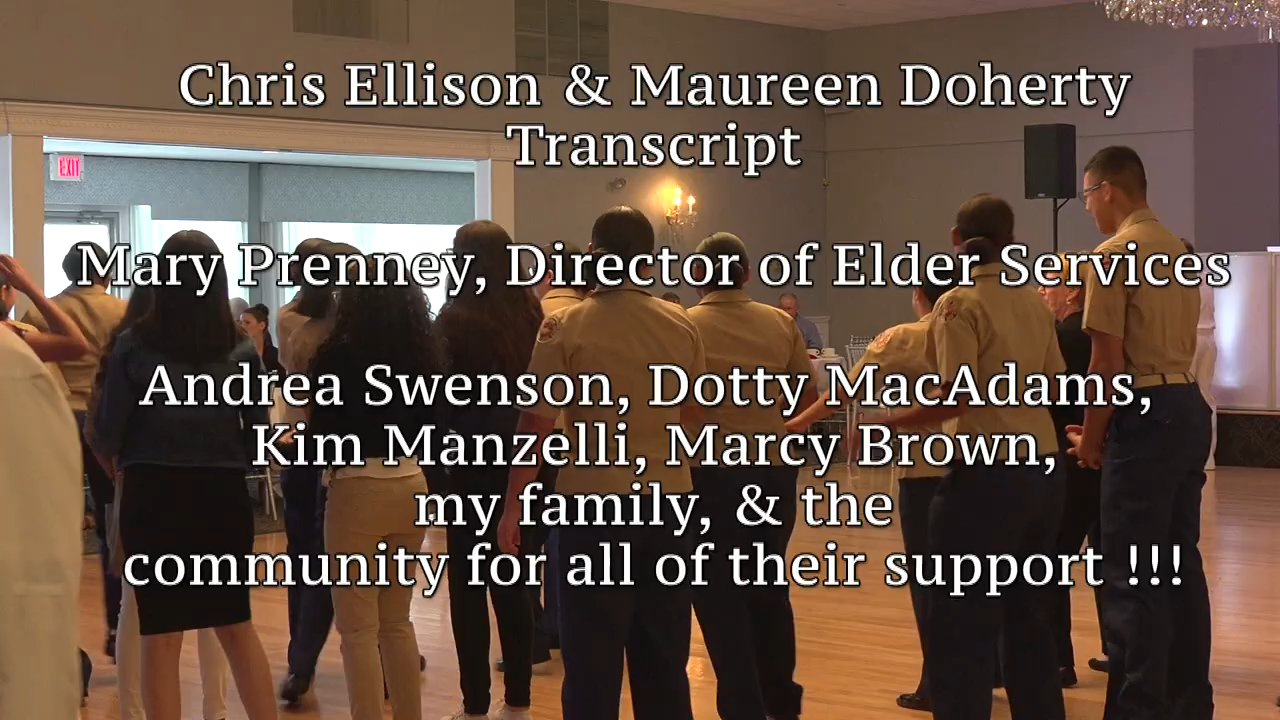 Chris Ellison & Maureen Doherty
Transcript
EXIT
Mary Prenney, Director of Elder Services
Andrea Swenson, Dotty MacAdams,
Kim Manzelli, Marcy Brown,
my family, & the
community for all of their support !!!